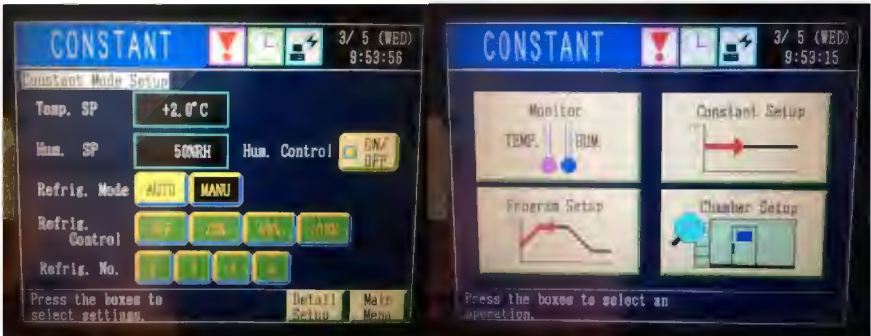 CONSTANT
3/ 5 (WED)
9:53:56
Constant Mode Setup
Temp. SP
+2.0°C
Hum. SP
50%RH
Hum. Control
ON/
OFF
Refrig. Mode
AUTO
MANU
Refrig.
Control
Refrig. No.
Press the boxes to
select settings.
Detail
Setup
Main
Menu
CONSTANT
3/ 5 (WED)
9:53:15
Monitor
TEMP.
HUM.
Constant Setup
Program Setup
Chamber Setup
Press the boxes to select an
operation.